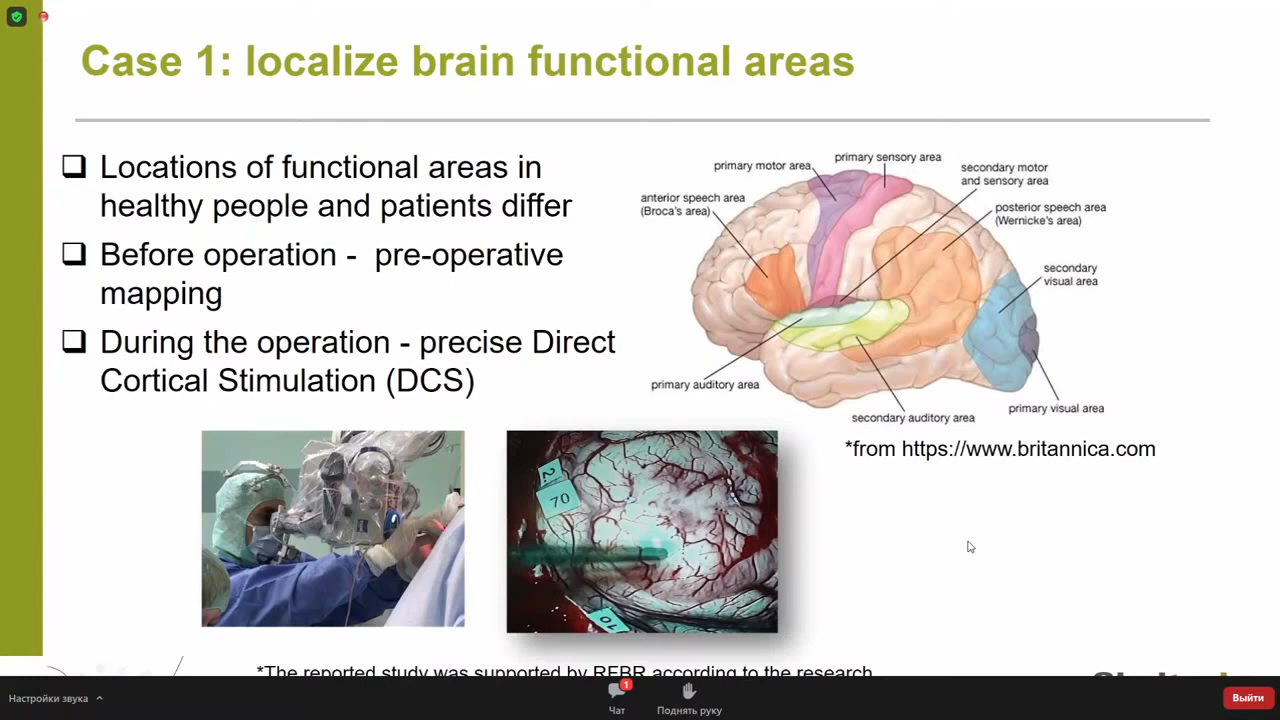 Case 1: localize brain functional areas
❑ Locations of functional areas in
healthy people and patients differ
❑ Before operation - pre-operative
mapping
❑ During the operation - precise Direct
Cortical Stimulation (DCS)
primary motor area
primary sensory area
secondary motor
and sensory area
anterior speech area
(Broca's area)
posterior speech area
(Wernicke's area)
secondary
visual area
primary auditory area
secondary auditory area
primary visual area
*from https://www.britannica.com
2
70
10
*The reported study was supported by RFBR according to the research
Настройки звука
1
Чат
Поднять руку
Выйти